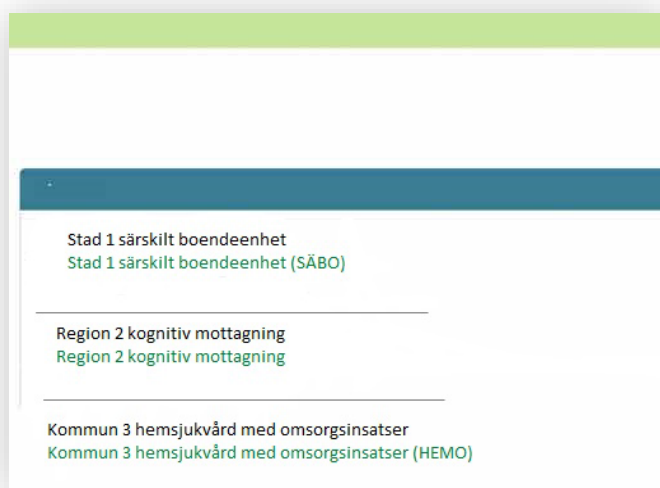 Stad 1 särskilt boendeenhet
Stad 1 särskilt boendeenhet (SÄBO)
Region 2 kognitiv mottagning
Region 2 kognitiv mottagning
Kommun 3 hemsjukvård med omsorgsinsatser
Kommun 3 hemsjukvård med omsorgsinsatser (HEMO)